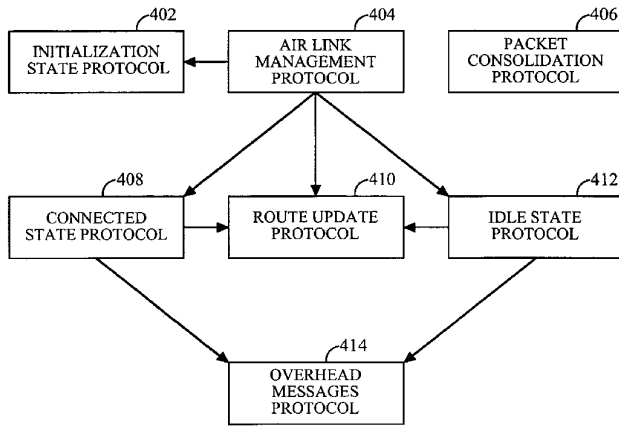 402
404
406
INITIALIZATION
STATE PROTOCOL
AIR LINK
MANAGEMENT
PROTOCOL
PACKET
CONSOLIDATION
PROTOCOL
408
410
412
CONNECTED
STATE PROTOCOL
ROUTE UPDATE
PROTOCOL
IDLE STATE
PROTOCOL
414
OVERHEAD
MESSAGES
PROTOCOL